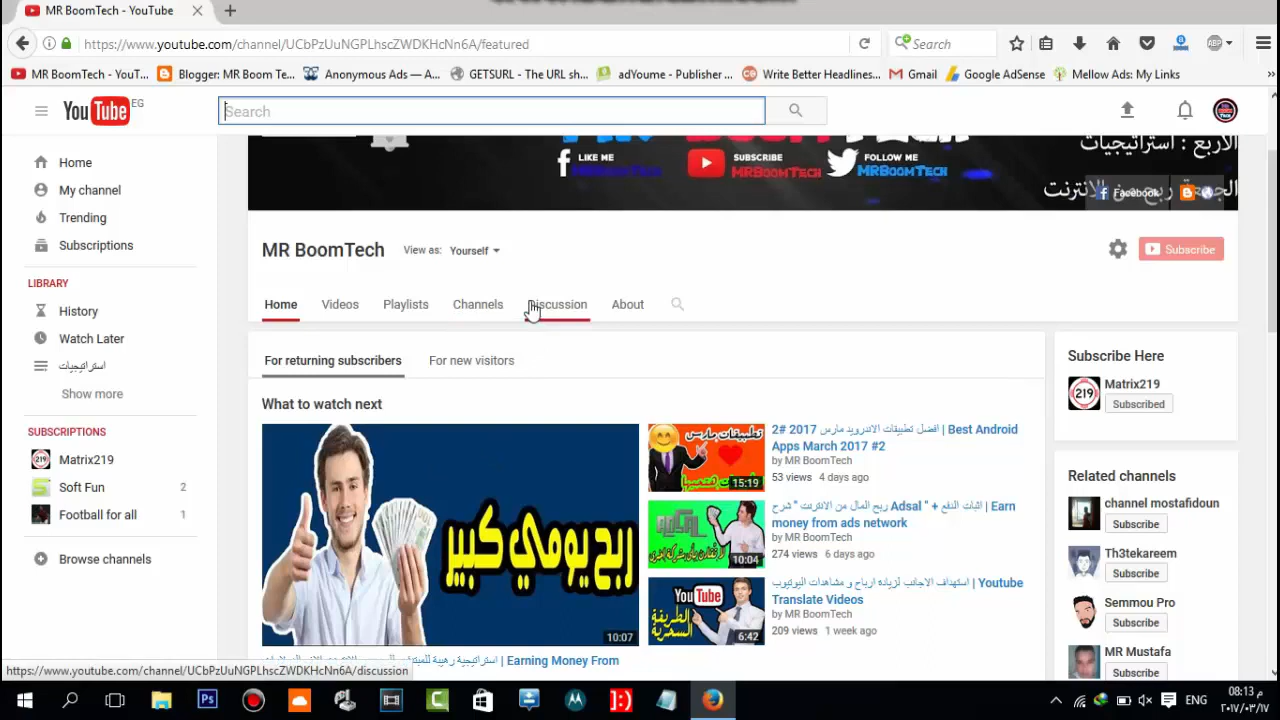 MR BoomTech - YouTube
https://www.youtube.com/channel/UCbPzUuNGPLhscZWDKHcNn6A/featured
Search
MR BoomTech - YouT...
Blogger: MR Boom Te...
Anonymous Ads — A...
GETSURL - The URL sh...
adYoume - Publisher ...
Write Better Headlines...
Gmail
Google AdSense
Mellow Ads: My Links
YouTube EG
Search
Home
My channel
Trending
Subscriptions
LIBRARY
History
Watch Later
استراتيجيات
Show more
SUBSCRIPTIONS
Matrix219
Soft Fun 2
Football for all 1
Browse channels
الأربع : استراتيجيات
LIKE ME
MRBoomTech
SUBSCRIBE
MRBoomTech
FOLLOW ME
MRBoomTech
الجمعة ربح من الانترنت
Facebook
MR BoomTech
View as: Yourself
Subscribe
Home Videos Playlists Channels Discussion About
For returning subscribers For new visitors
What to watch next
ربح يومي كبير
10:07
استراتيجية رهيبة
| Earning Money From
تطبيقات مارس
15:19
افضل تطبيقات الاندرويد مارس 2017 #2 | Best Android
Apps March 2017 #2
by MR BoomTech
53 views 4 days ago
10:04
اثبات الدفع + " Adsal ربح المال من الانترنت " شرح | Earn
money from ads network
by MR BoomTech
274 views 6 days ago
YouTube
الطريقة
السحرية
6:42
استهداف الاجانب لزياده ارباح و مشاهدات اليوتيوب | Youtube
Translate Videos
by MR BoomTech
209 views 1 week ago
Subscribe Here
219
Matrix219
Subscribed
Related channels
channel mostafidoun
Subscribe
Th3tekareem
Subscribe
Semmou Pro
Subscribe
MR Mustafa
Subscribe
https://www.youtube.com/channel/UCbPzUuNGPLhscZWDKHcNn6A/discussion
ENG
08:13 م
٢٠١٧/٠٣/١٧